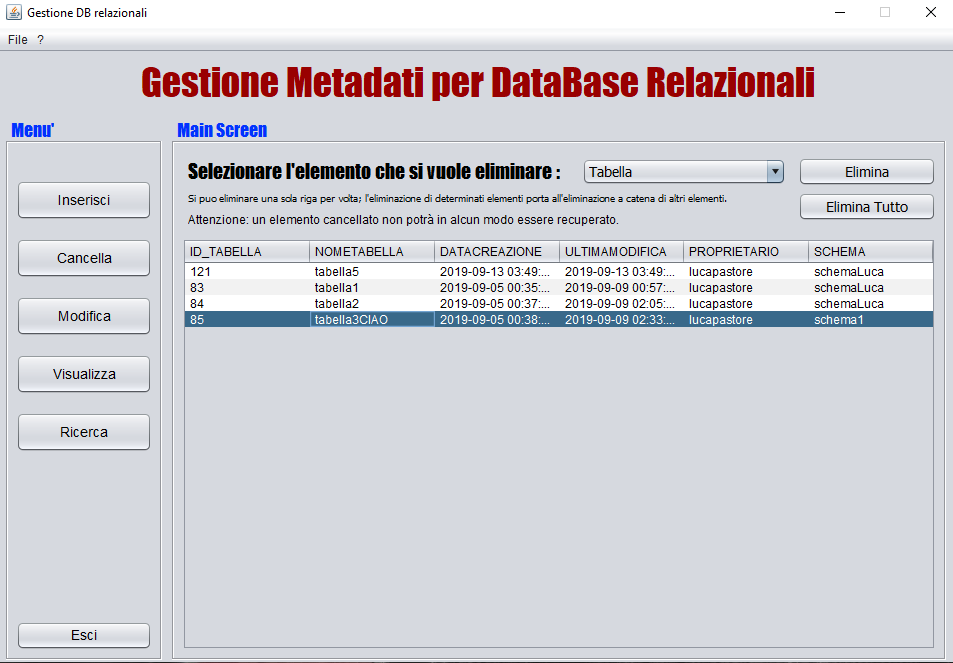 Gestione DB relazionali
File ?
Gestione Metadati per DataBase Relazionali
Menu'
Main Screen
Inserisci
Cancella
Modifica
Visualizza
Ricerca
Esci
Selezionare l'elemento che si vuole eliminare :
Tabella
Elimina
Si puo eliminare una sola riga per volta; l'eliminazione di determinati elementi porta all'eliminazione a catena di altri elementi.
Elimina Tutto
Attenzione: un elemento cancellato non potrà in alcun modo essere recuperato.
ID_TABELLA NOMETABELLA DATACREAZIONE ULTIMAMODIFICA PROPRIETARIO SCHEMA
121 tabella5 2019-09-13 03:49:... 2019-09-13 03:49:... lucapastore schemaLuca
83 tabella1 2019-09-05 00:35:... 2019-09-09 00:57:... lucapastore schemaLuca
84 tabella2 2019-09-05 00:37:... 2019-09-09 02:05:... lucapastore schemaLuca
85 tabella3CIAO 2019-09-05 00:38:... 2019-09-09 02:33:... lucapastore schema1